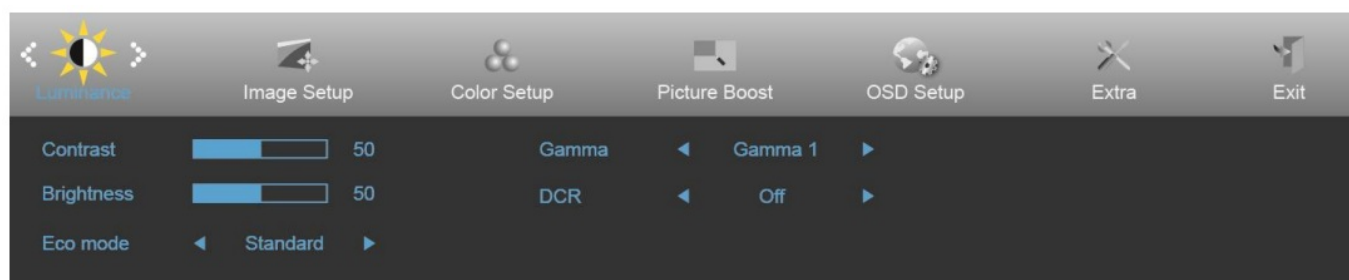 Luminance Image Setup Color Setup Picture Boost OSD Setup Extra Exit
Contrast 50 Gamma Gamma 1
Brightness 50 DCR Off
Eco mode Standard